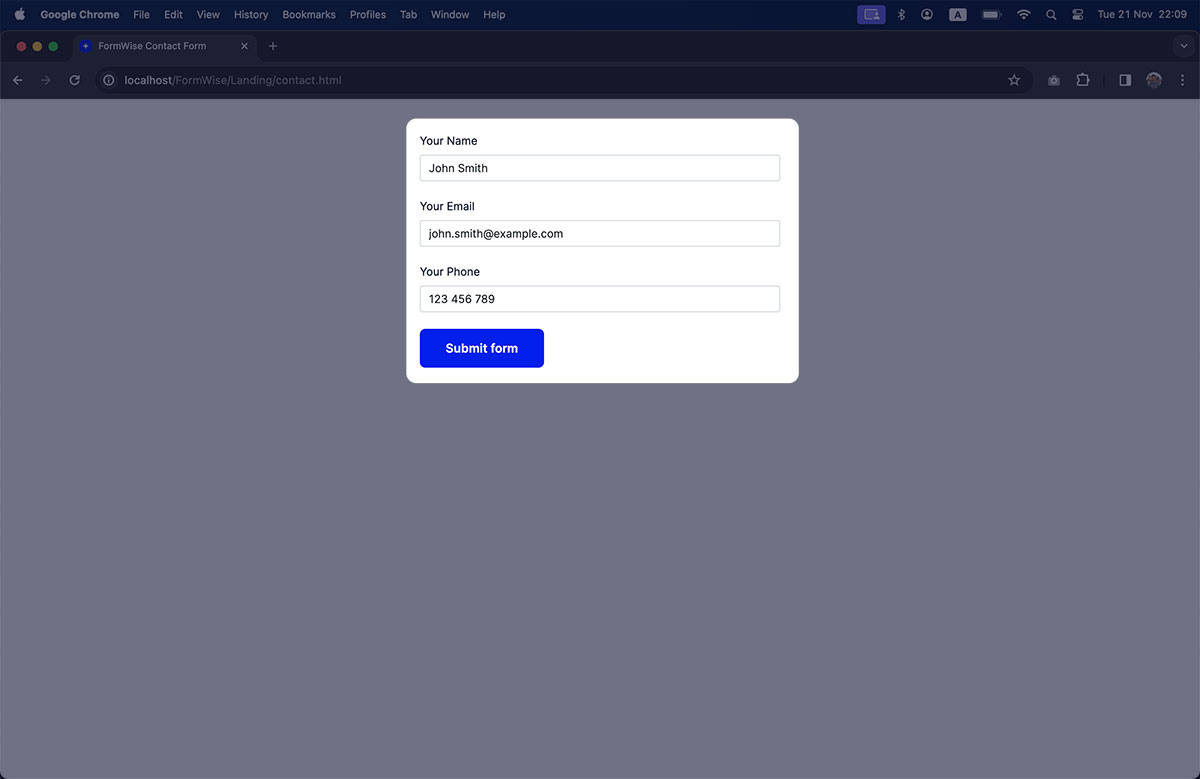 Google Chrome File Edit View History Bookmarks Profiles Tab Window Help A Tue 21 Nov 22:09
FormWise Contact Form
localhost/FormWise/Landing/contact.html
Your Name
John Smith
Your Email
john.smith@example.com
Your Phone
123 456 789
Submit form